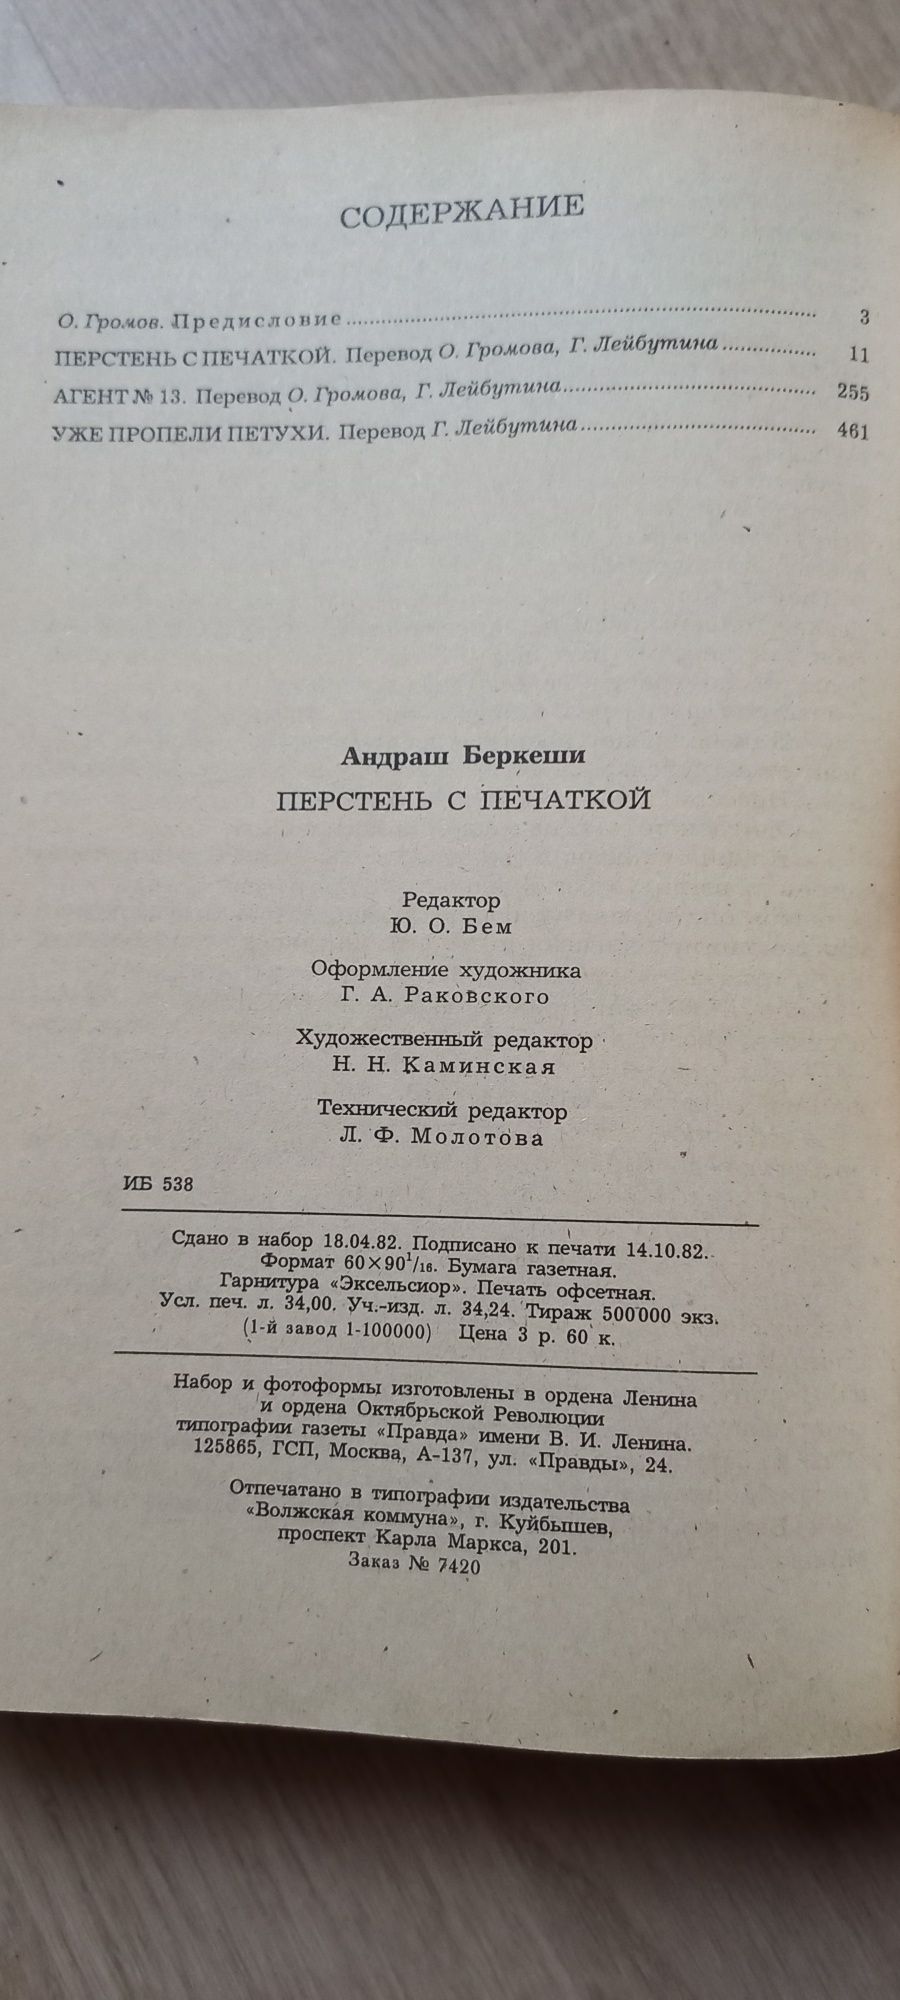 СОДЕРЖАНИЕ
О. Громов. Предисловие ........ 3
ПЕРСТЕНЬ С ПЕЧАТКОЙ. Перевод О. Громова, Г. Лейбутина ........ 11
АГЕНТ № 13. Перевод О. Громова, Г. Лейбутина ........ 255
УЖЕ ПРОПЕЛИ ПЕТУХИ. Перевод Г. Лейбутина ........ 461
Андраш Беркеши
ПЕРСТЕНЬ С ПЕЧАТКОЙ
Редактор
Ю. О. Бем
Оформление художника
Г. А. Раковского
Художественный редактор
Н. Н. Каминская
Технический редактор
Л. Ф. Молотова
ИБ 538
Сдано в набор 18.04.82. Подписано к печати 14.10.82.
Формат 60×90¹/₁₆. Бумага газетная.
Гарнитура «Эксельсиор». Печать офсетная.
Усл. печ. л. 34,00. Уч.-изд. л. 34,24. Тираж 500000 экз.
(1-й завод 1-100000) Цена 3 р. 60 к.
Набор и фотоформы изготовлены в ордена Ленина
и ордена Октябрьской Революции
типографии газеты «Правда» имени В. И. Ленина.
125865, ГСП, Москва, А-137, ул. «Правды», 24.
Отпечатано в типографии издательства
«Волжская коммуна», г. Куйбышев,
проспект Карла Маркса, 201.
Заказ № 7420